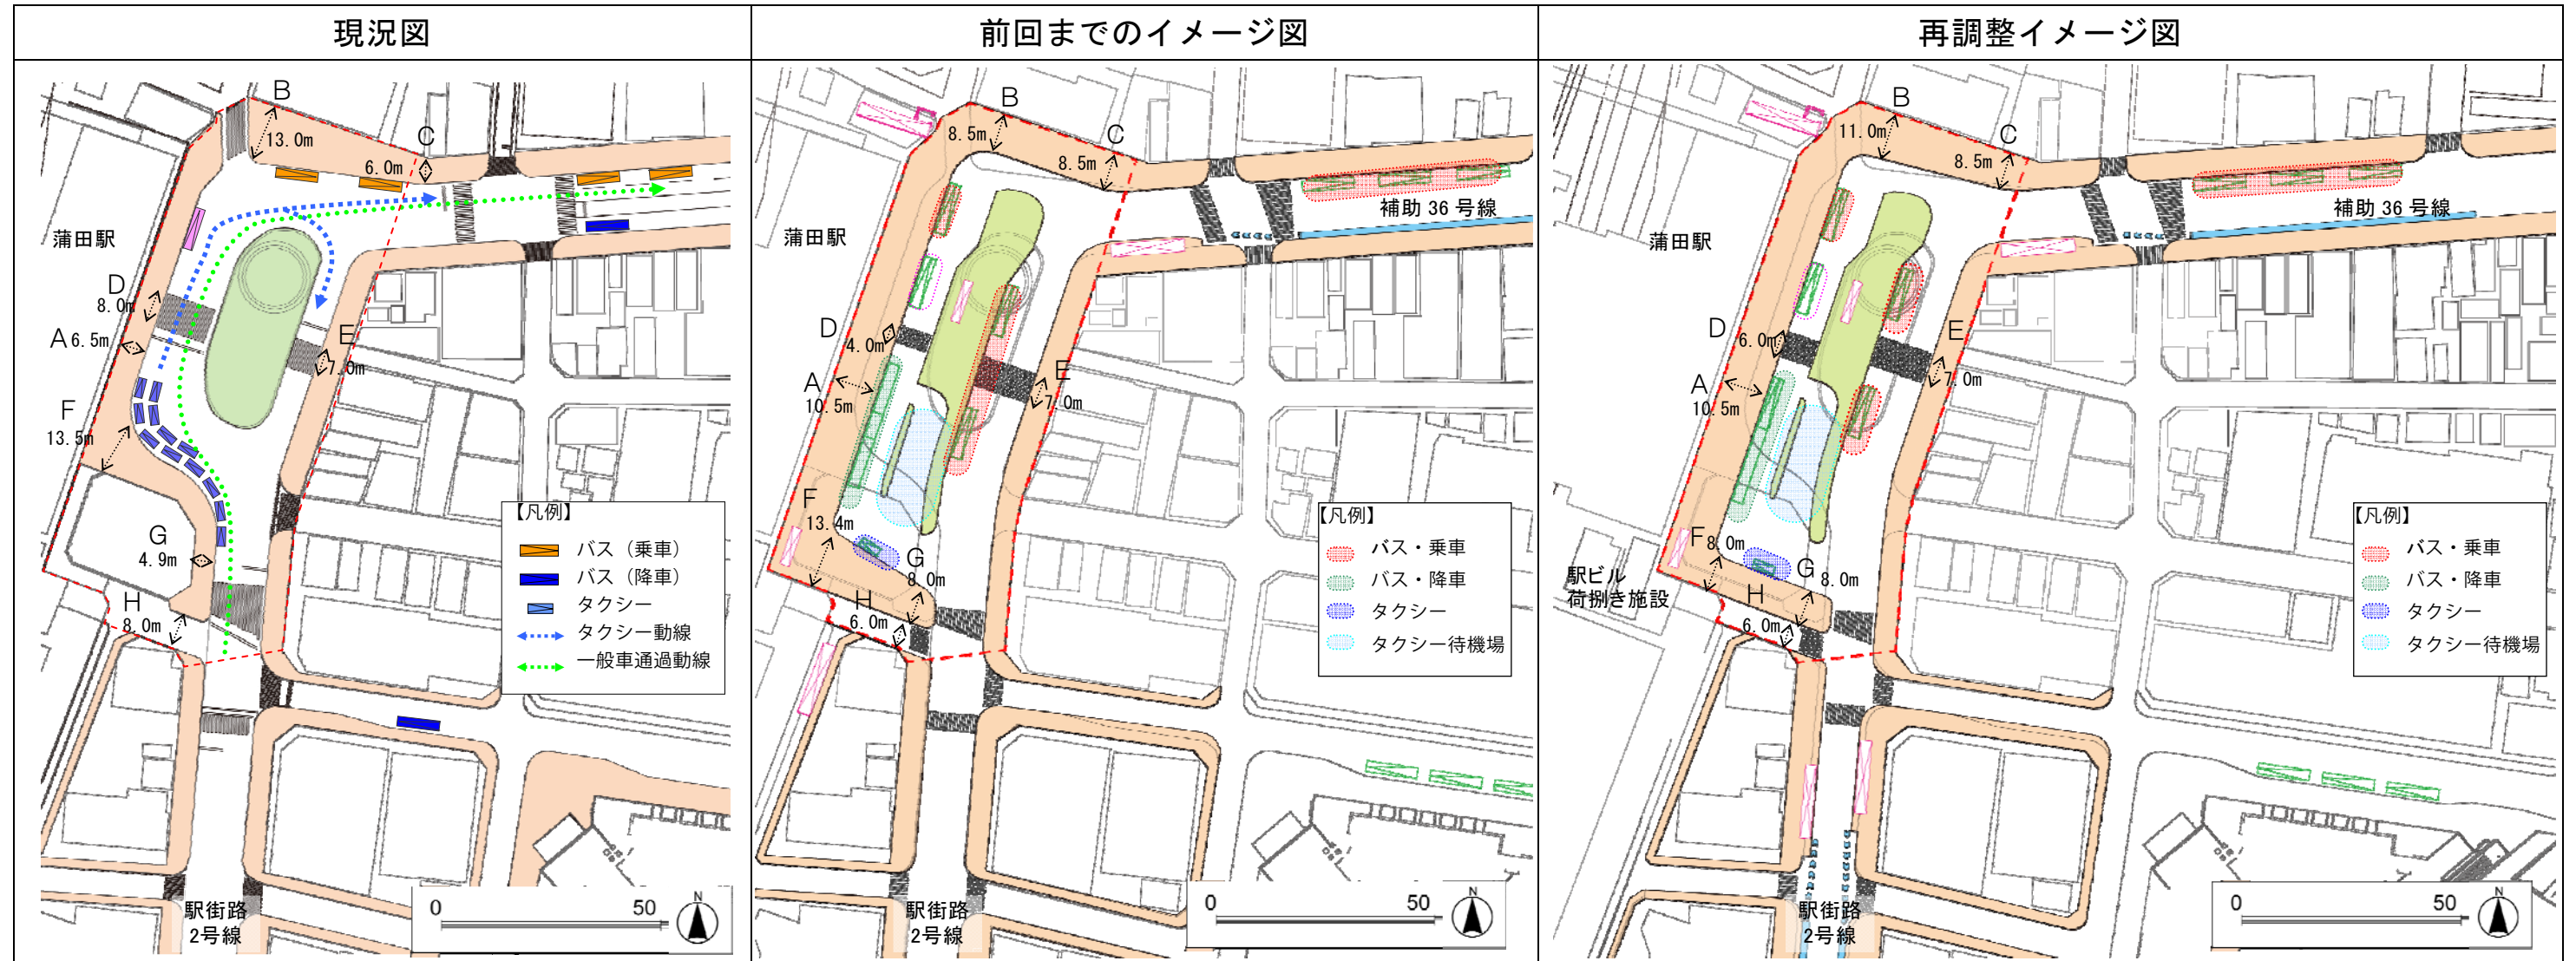 現況図
前回までのイメージ図
再調整イメージ図
B
13.0m
C
6.0m
蒲田駅
D
8.0m
A 6.5m
E
7.0m
F
13.5m
G
4.9m
H
8.0m
【凡例】
バス（乗車）
バス（降車）
タクシー
タクシー動線
一般車通過動線
駅街路
2号線
0 50
N
B
8.5m
C
8.5m
補助 36 号線
蒲田駅
D
4.0m
A
10.5m
E
7.0m
F
13.4m
G
8.0m
H
6.0m
【凡例】
バス・乗車
バス・降車
タクシー
タクシー待機場
駅街路
2号線
0 50
N
B
11.0m
C
8.5m
補助 36 号線
蒲田駅
D
6.0m
A
10.5m
E
7.0m
F
8.0m
G
8.0m
H
6.0m
駅ビル
荷捌き施設
【凡例】
バス・乗車
バス・降車
タクシー
タクシー待機場
駅街路
2号線
0 50
N